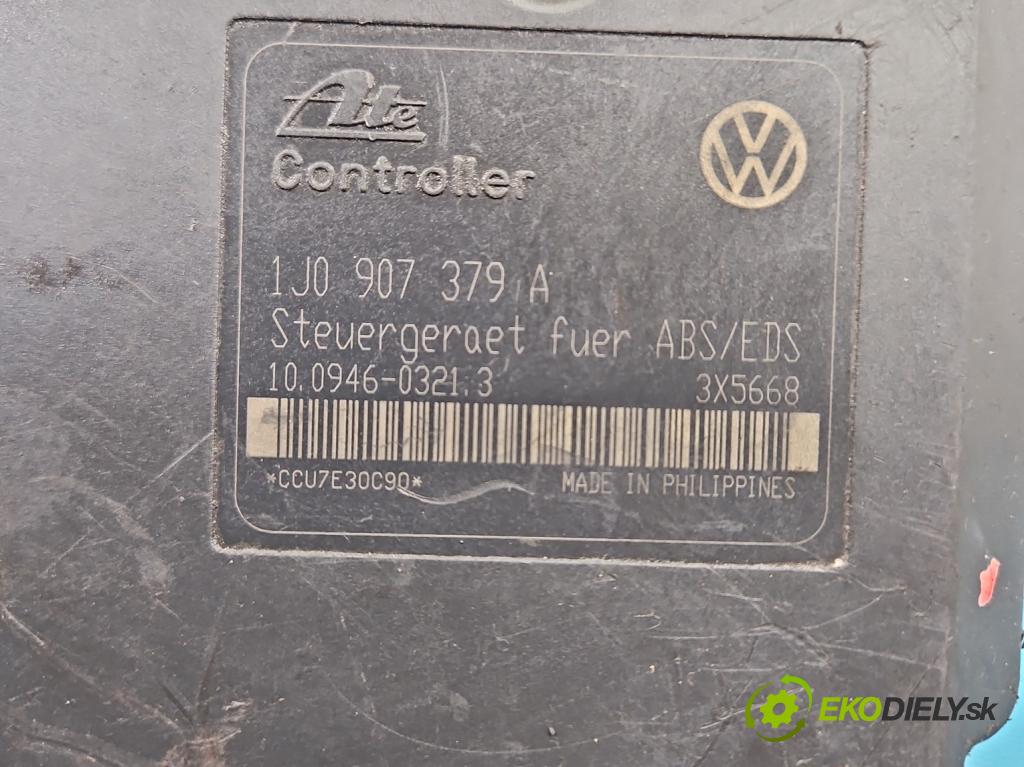 Ate
Controller
VW
1J0 907 379 A
Steuergeraet fuer ABS/EDS
10.0946-0321.3 3X5668
*CCU7E30C90* MADE IN PHILIPPINES
EKODIELY.sk